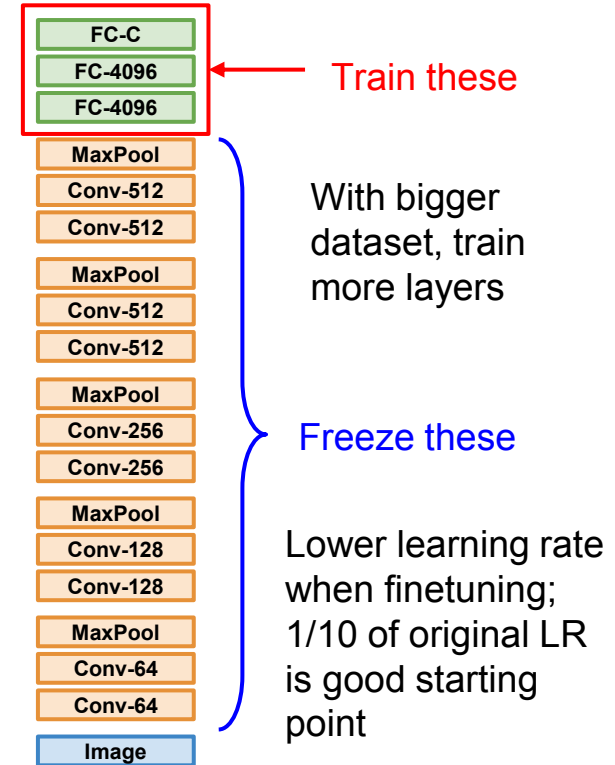 FC-C
FC-4096
FC-4096
Train these
MaxPool
Conv-512
Conv-512
MaxPool
Conv-512
Conv-512
MaxPool
Conv-256
Conv-256
MaxPool
Conv-128
Conv-128
MaxPool
Conv-64
Conv-64
Image
With bigger
dataset, train
more layers
Freeze these
Lower learning rate
when finetuning;
1/10 of original LR
is good starting
point